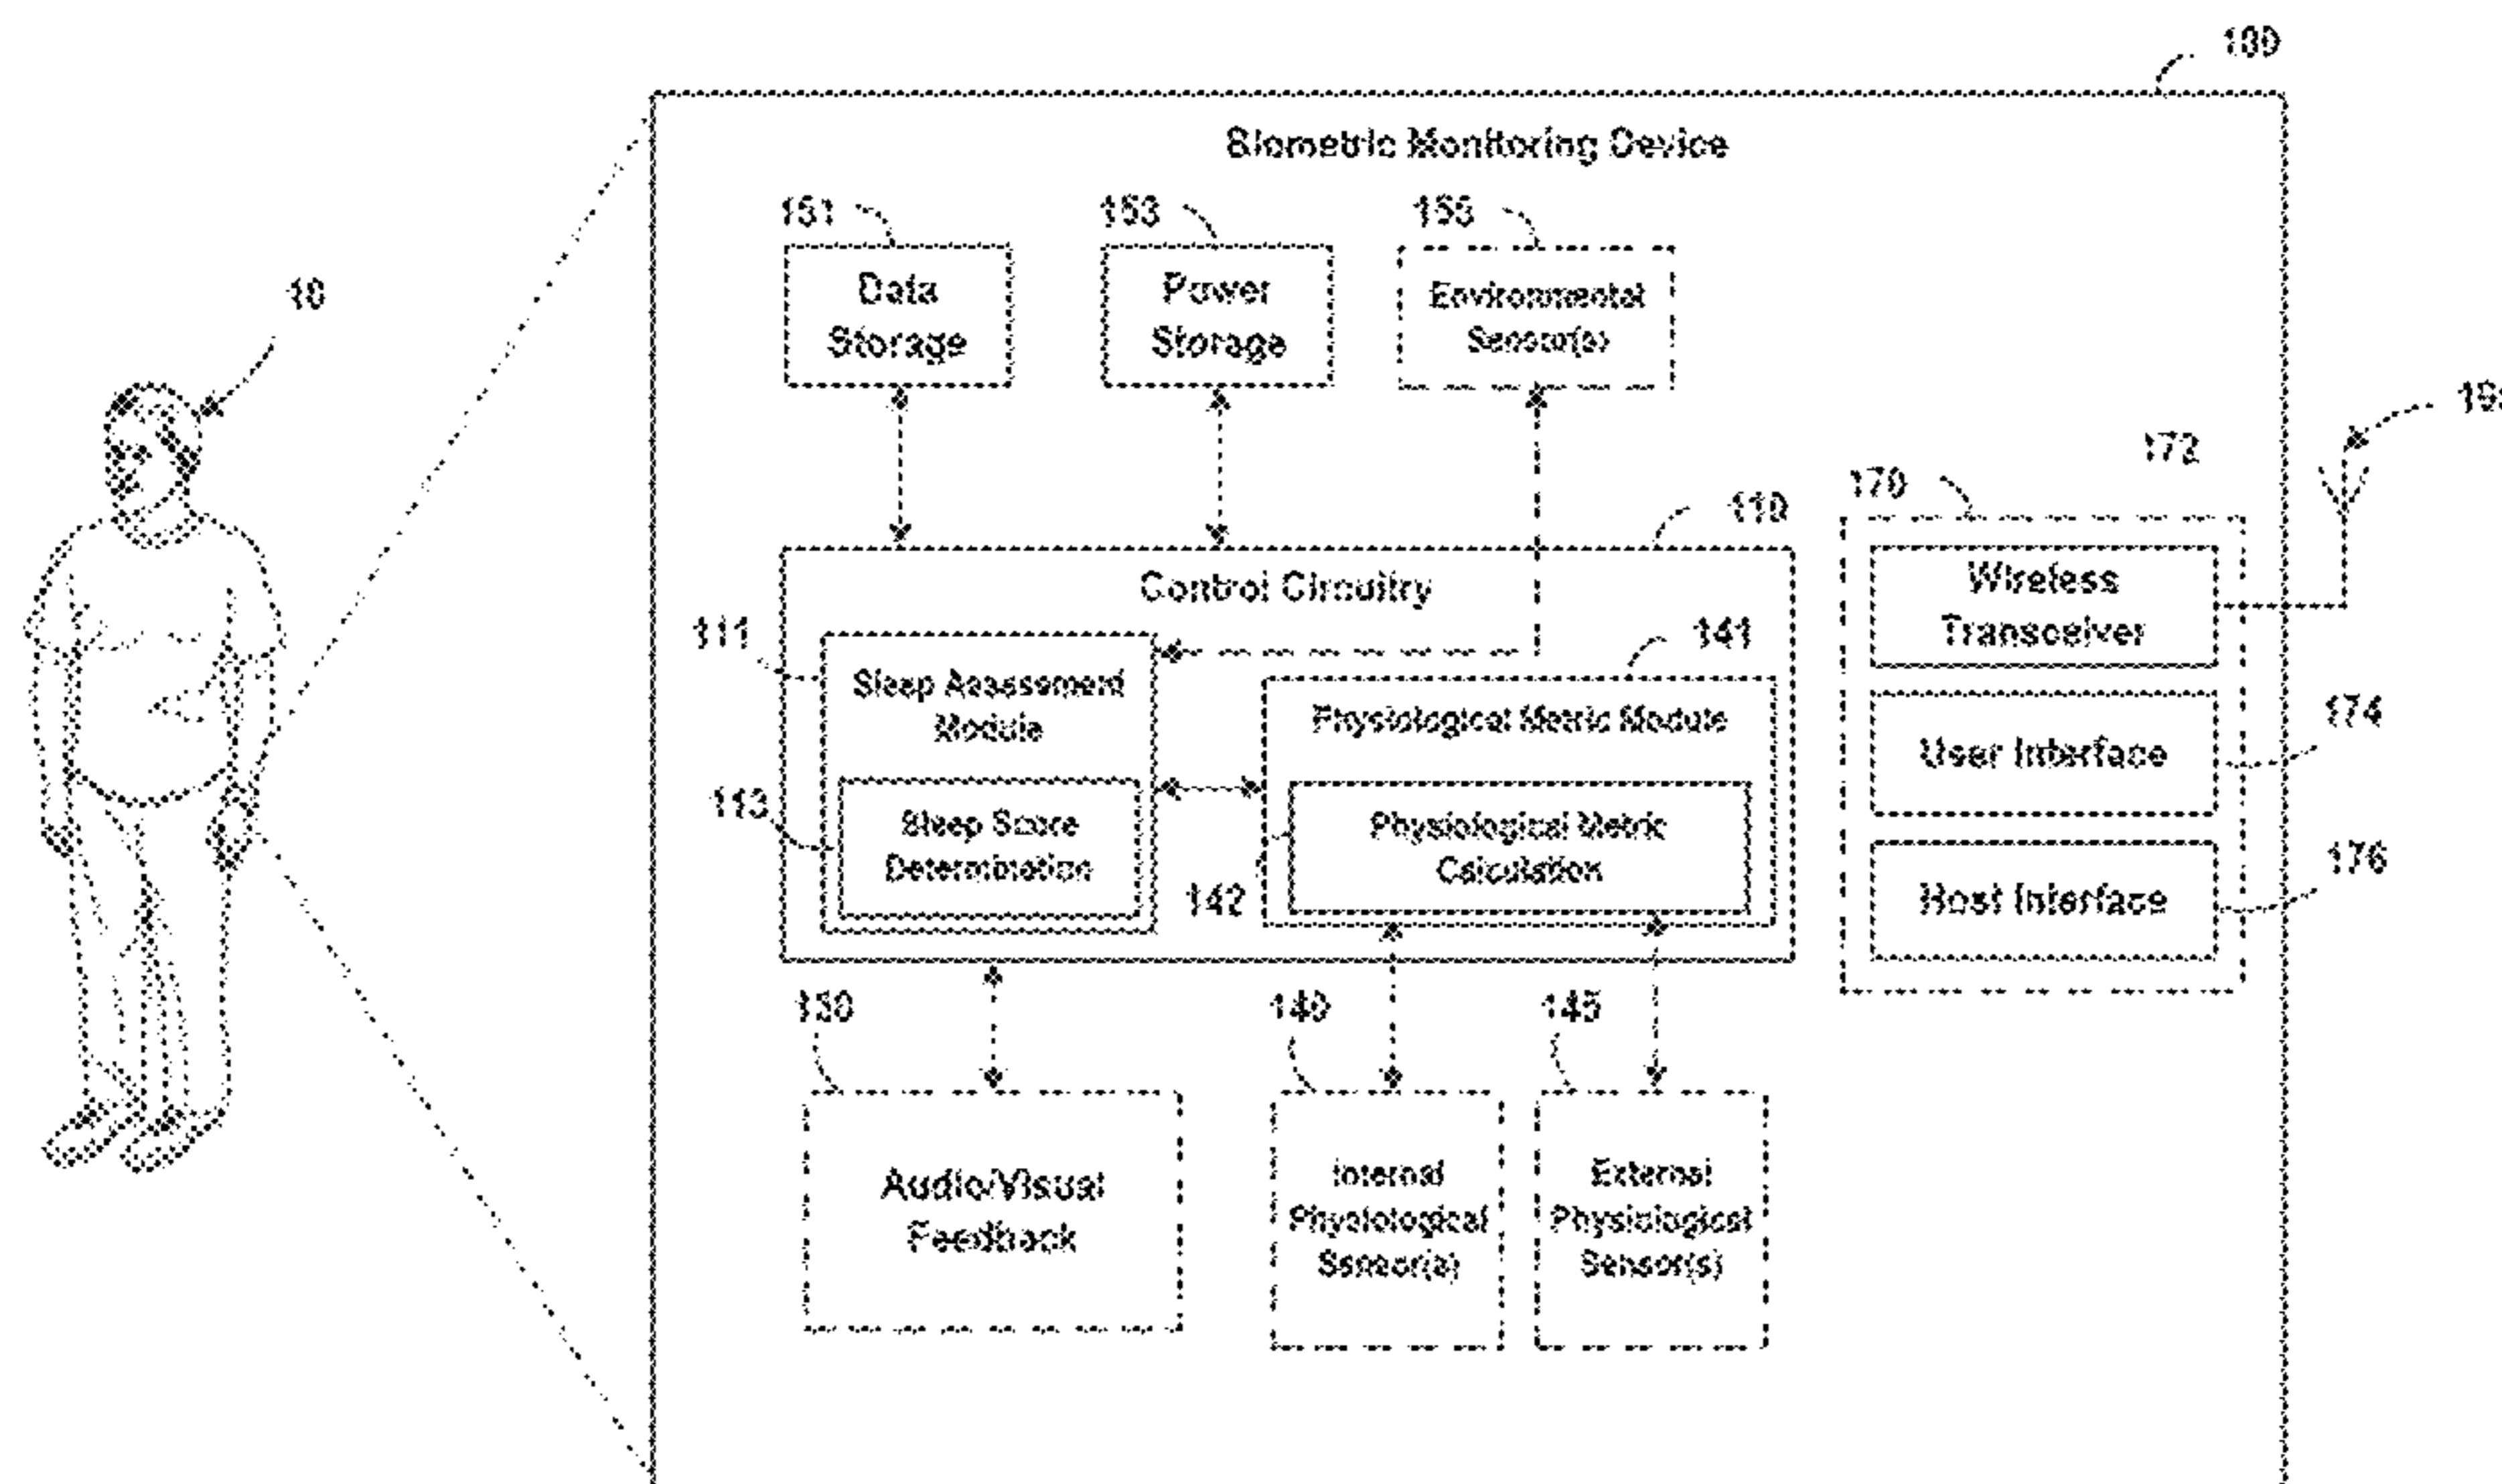 100
Biometric Monitoring Device
151
153
155
10
Data
Storage
Power
Storage
Environmental
Sensor(s)
172
170
110
Control Circuitry
Wireless
Transceiver
111
141
Sleep Assessment
Module
Physiological Metric Module
174
User Interface
113
Sleep Score
Determination
Physiological Metric
Calculation
142
176
Host Interface
130
140
145
Audio/Visual
Feedback
Internal
Physiological
Sensor(s)
External
Physiological
Sensor(s)